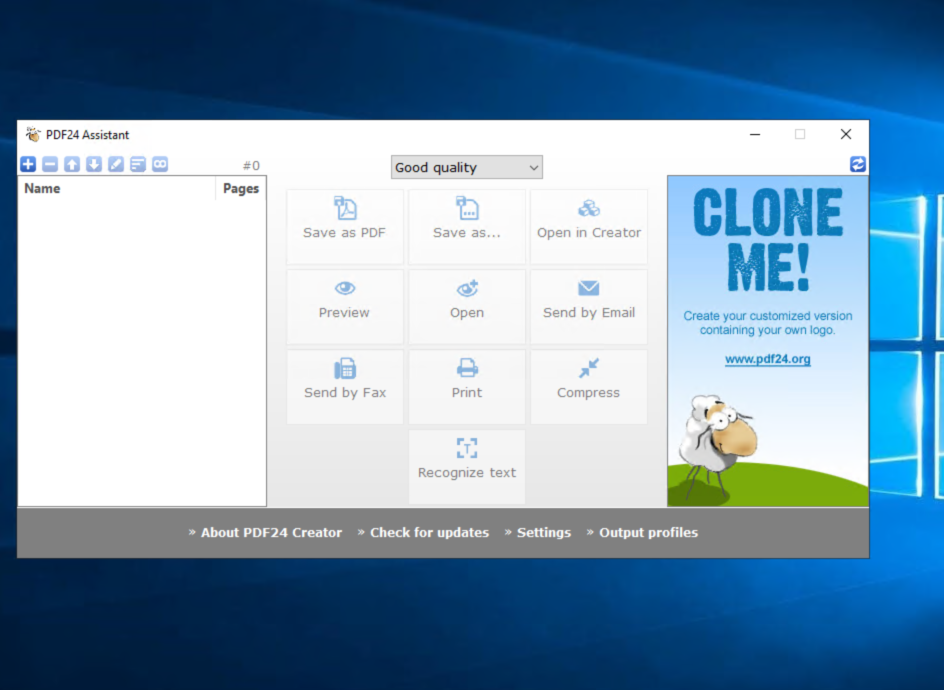 PDF24 Assistant
#0
Good quality
Name Pages
Save as PDF
Save as...
Open in Creator
Preview
Open
Send by Email
Send by Fax
Print
Compress
T
Recognize text
CLONE
ME!
Create your customized version
containing your own logo.
www.pdf24.org
» About PDF24 Creator » Check for updates » Settings » Output profiles